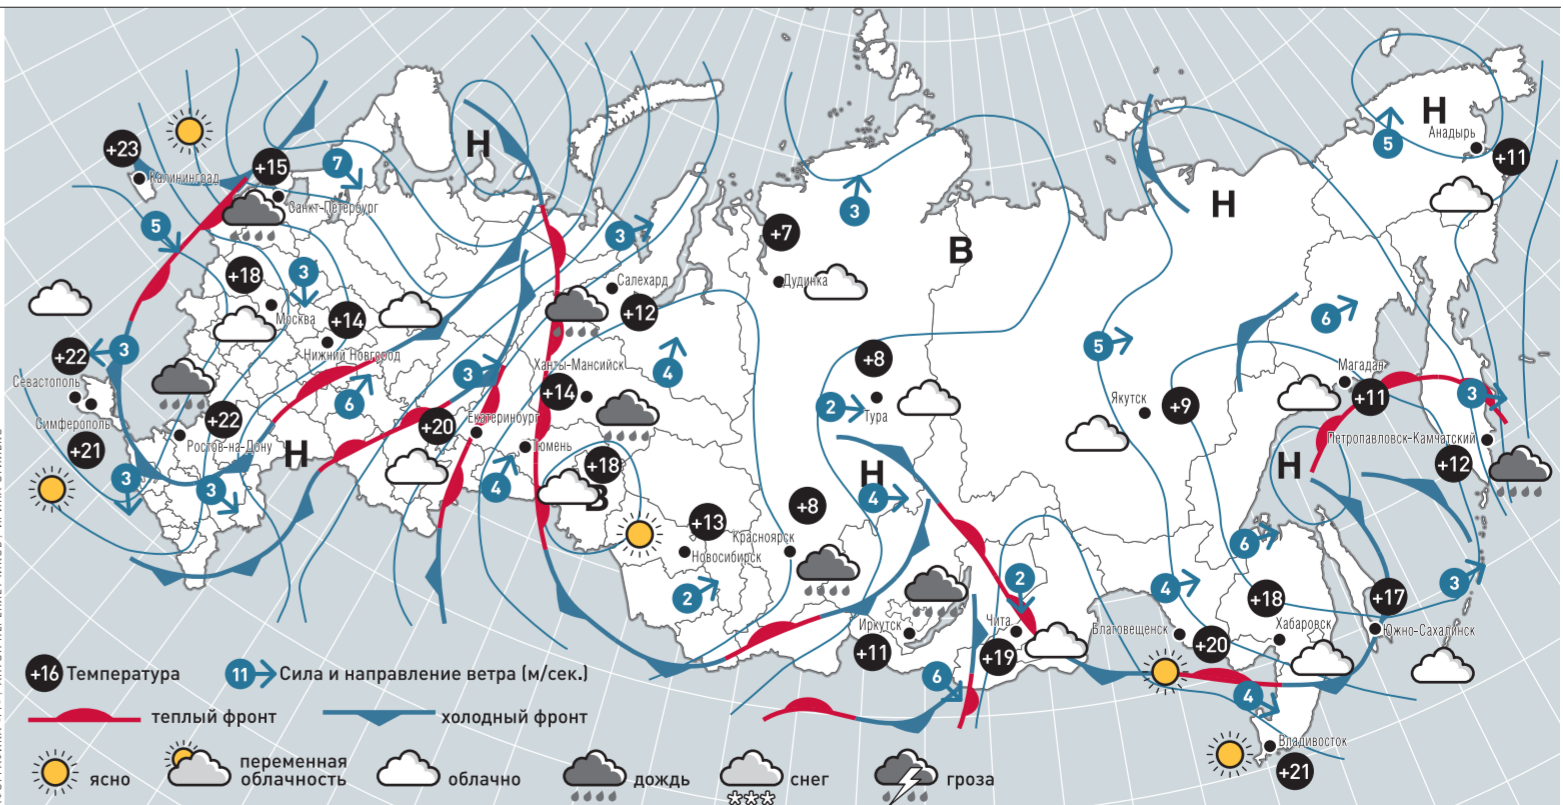 Н
Н
Анадырь
+11
5
+23
Калининград
+15
7
Санкт-Петербург
5
3
+7
3
В
Н
Дудинка
+18
3
Москва
+14
Нижний Новгород
Салехард
+12
6
+22
3
Севастополь
Симферополь
+21
+22
Ростов-на-Дону
6
3
Ханты-Мансийск
+14
4
+8
2
Тура
5
Якутск
+9
Магадан
+11
3
Петропавловск-Камчатский
+12
Н
+20
Екатеринбург
Тюмень
+18
В
Н
4
3
3
4
+13
Новосибирск
+8
Красноярск
2
6
4
3
2
Иркутск
+11
Чита
+19
6
Благовещенск
+20
+18
Хабаровск
+17
Южно-Сахалинск
4
Владивосток
+21
Н
+16 Температура
11 Сила и направление ветра (м/сек.)
теплый фронт
холодный фронт
ясно
переменная
облачность
облачно
дождь
снег
гроза